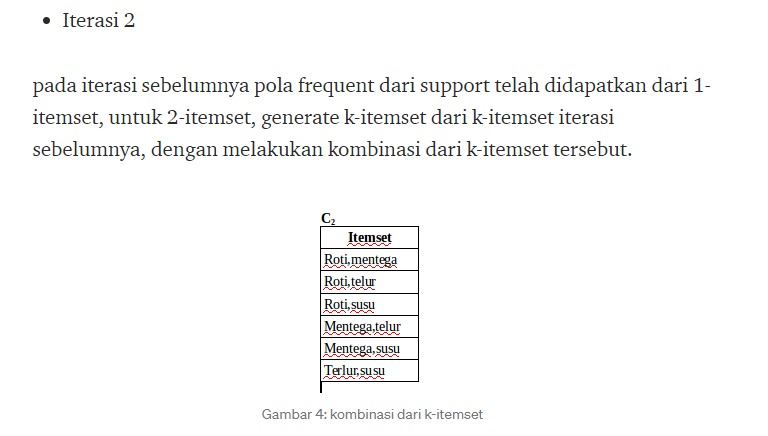 • Iterasi 2
pada iterasi sebelumnya pola frequent dari support telah didapatkan dari 1-
itemset, untuk 2-itemset, generate k-itemset dari k-itemset iterasi
sebelumnya, dengan melakukan kombinasi dari k-itemset tersebut.
C₂
Itemset
Roti,mentega
Roti,telur
Roti,susu
Mentega,telur
Mentega,susu
Terlur,susu
Gambar 4: kombinasi dari k-itemset